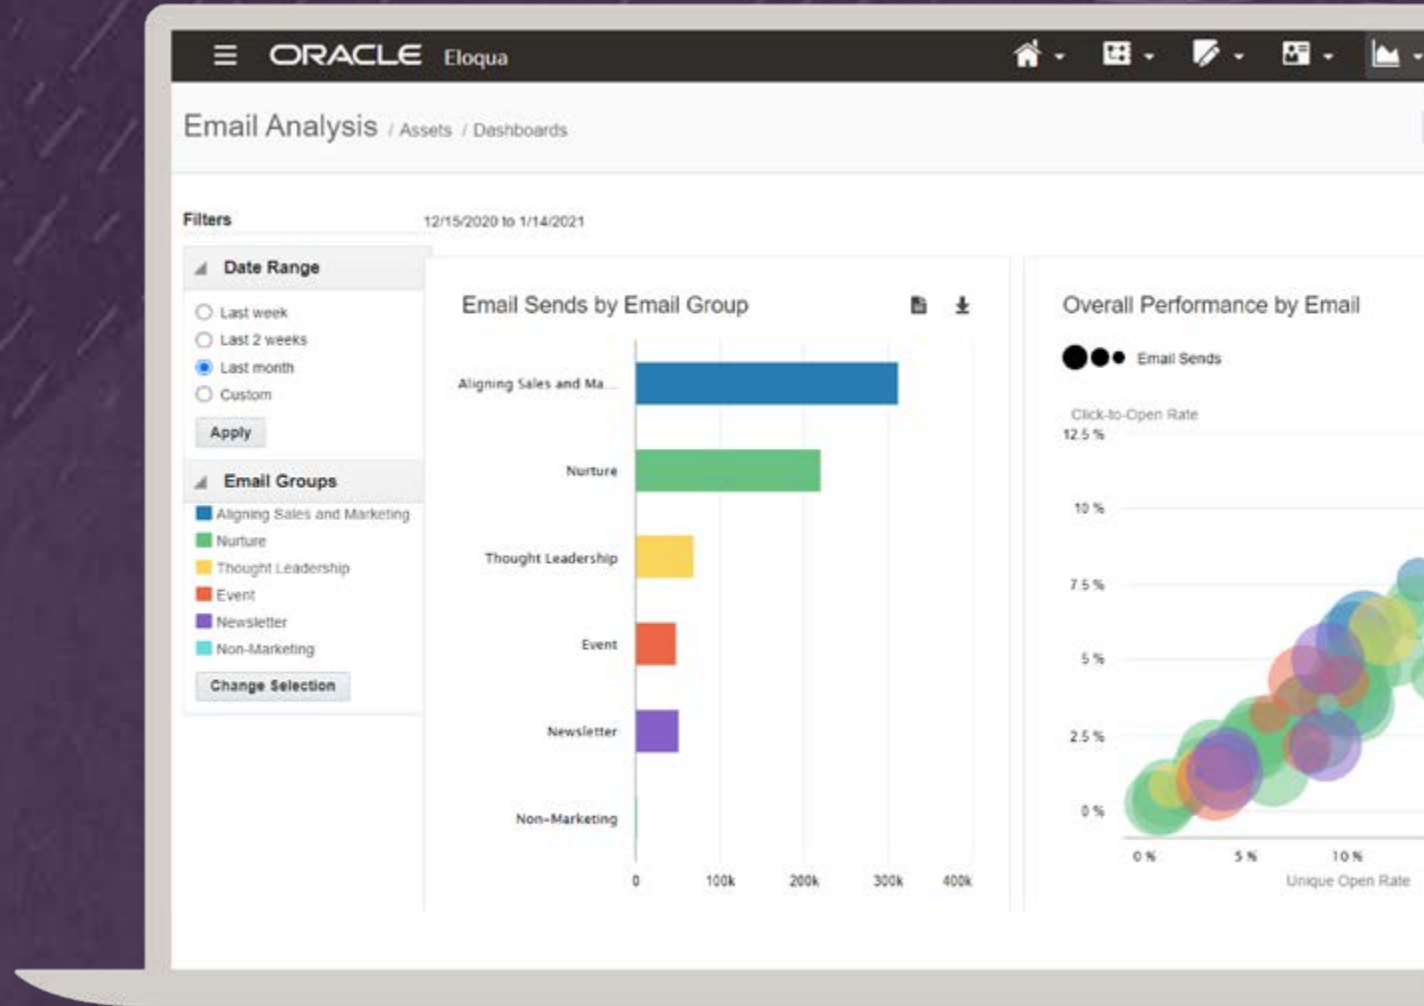 ORACLE Eloqua
Email Analysis / Assets / Dashboards
Filters
12/15/2020 to 1/14/2021
Date Range
Last week
Last 2 weeks
Last month
Custom
Apply
Email Groups
Aligning Sales and Marketing
Nurture
Thought Leadership
Event
Newsletter
Non-Marketing
Change Selection
Email Sends by Email Group
Aligning Sales and Ma...
Nurture
Thought Leadership
Event
Newsletter
Non-Marketing
0 100k 200k 300k 400k
Overall Performance by Email
Email Sends
Click-to-Open Rate
12.5 %
10 %
7.5 %
5 %
2.5 %
0 %
0 % 5 % 10 %
Unique Open Rate